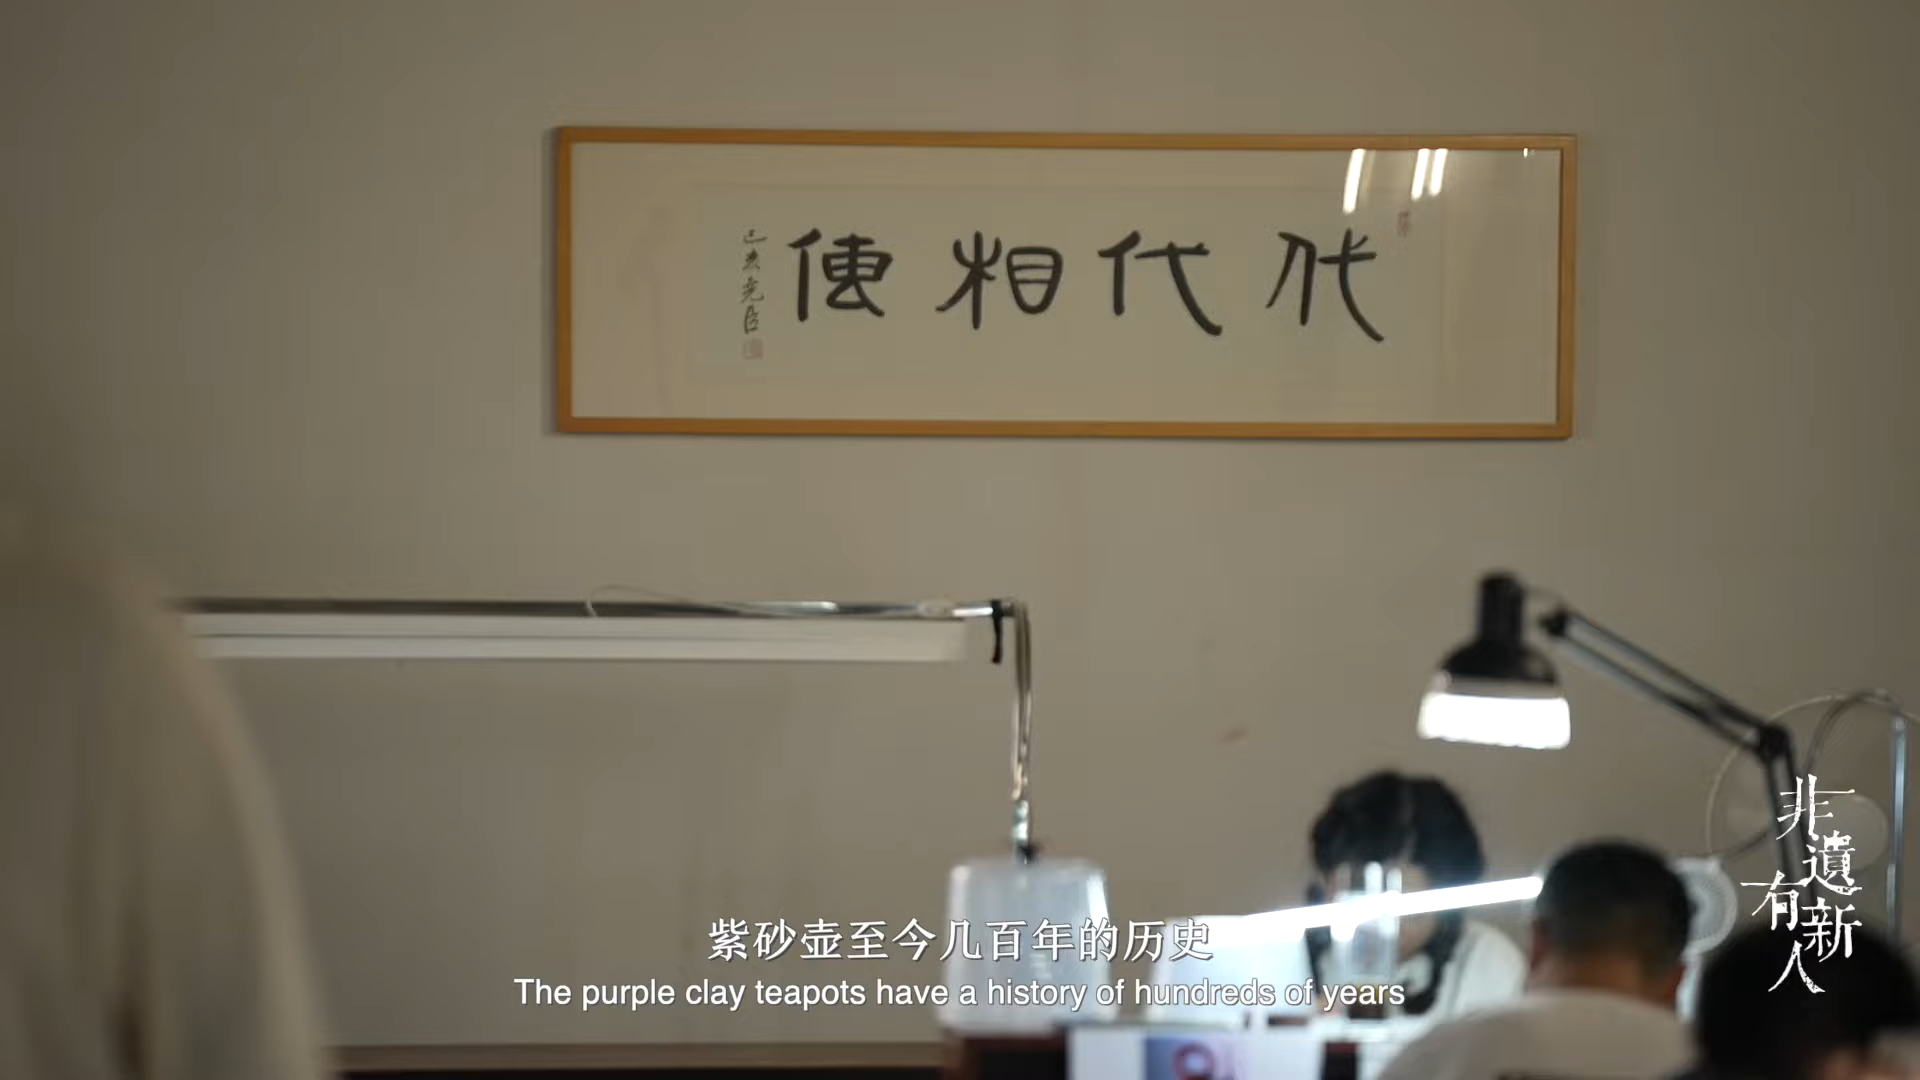 代代相傳
紫砂壶至今几百年的历史
The purple clay teapots have a history of hundreds of years
非遺
有新人